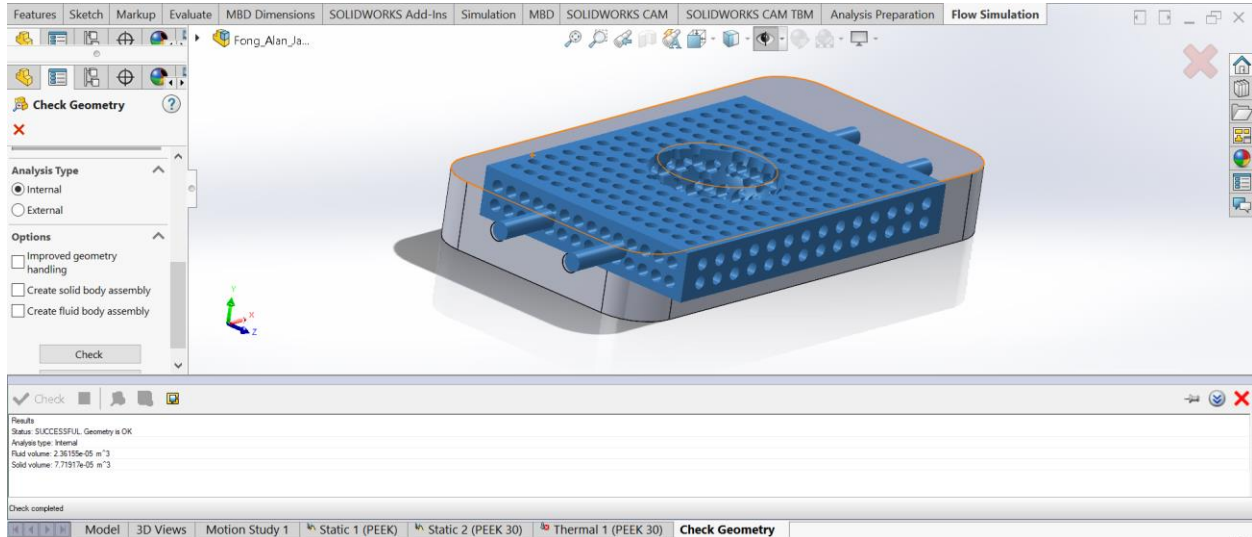 Features Sketch Markup Evaluate MBD Dimensions SOLIDWORKS Add-Ins Simulation MBD SOLIDWORKS CAM SOLIDWORKS CAM TBM Analysis Preparation Flow Simulation
Fong_Alan_Ja...
Check Geometry ?
Analysis Type
Internal
External
Options
Improved geometry
handling
Create solid body assembly
Create fluid body assembly
Check
Y
X
Z
Check
Results
Status: SUCCESSFUL. Geometry is OK
Analysis type: Internal
Fluid volume: 2.36155e-05 m^3
Solid volume: 7.71917e-05 m^3
Check completed
Model 3D Views Motion Study 1 Static 1 (PEEK) Static 2 (PEEK 30) Thermal 1 (PEEK 30) Check Geometry